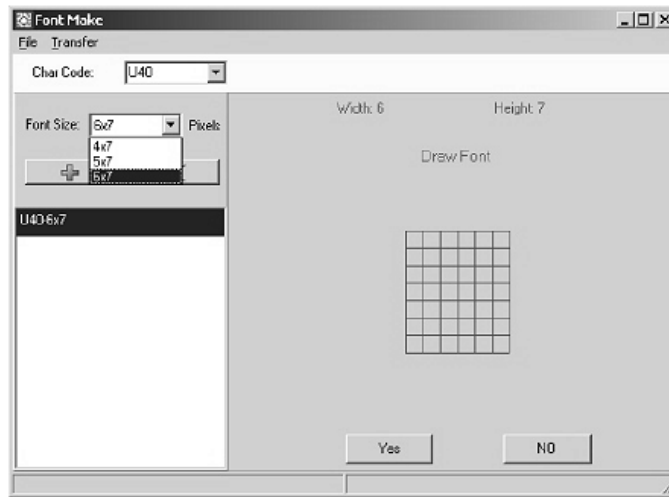 Font Make
File Transfer
Char Code: U40
Font Size: 6x7 Pixels
4x7
5x7
6x7
U40-6x7
Width: 6 Height: 7
Draw Font
Yes NO